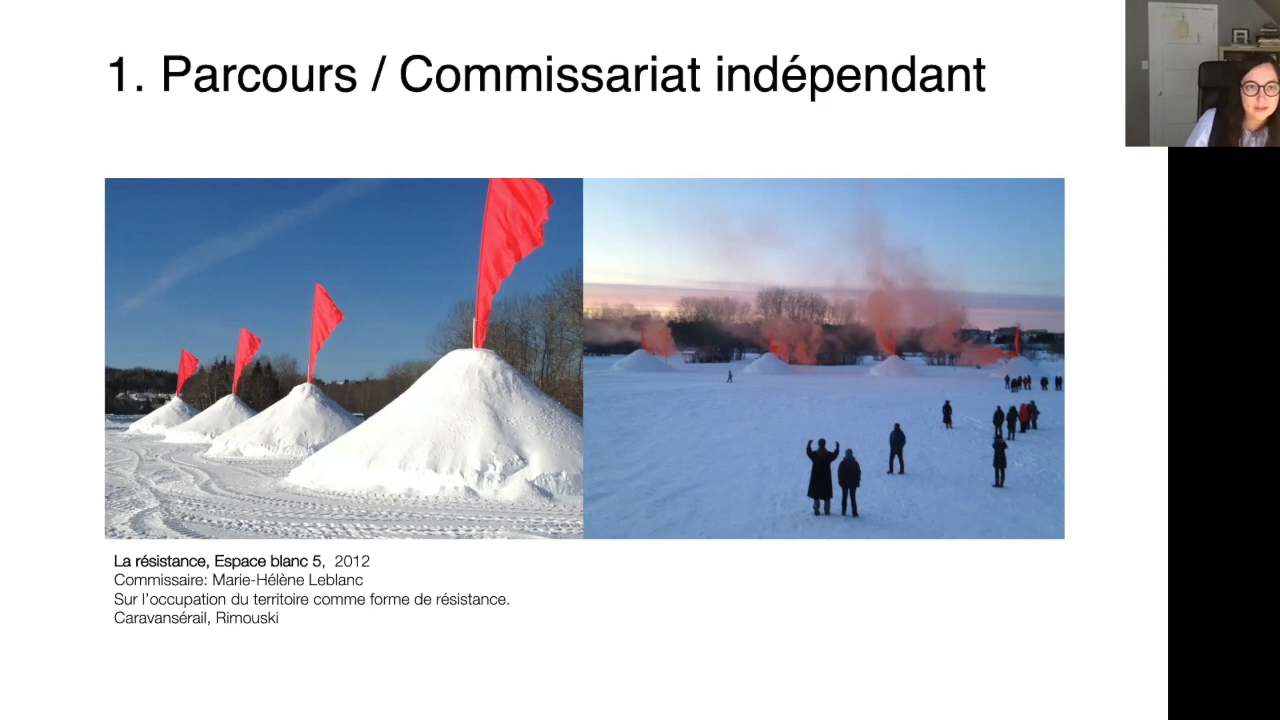 1. Parcours / Commissariat indépendant
La résistance, Espace blanc 5, 2012
Commissaire: Marie-Hélène Leblanc
Sur l'occupation du territoire comme forme de résistance.
Caravansérail, Rimouski